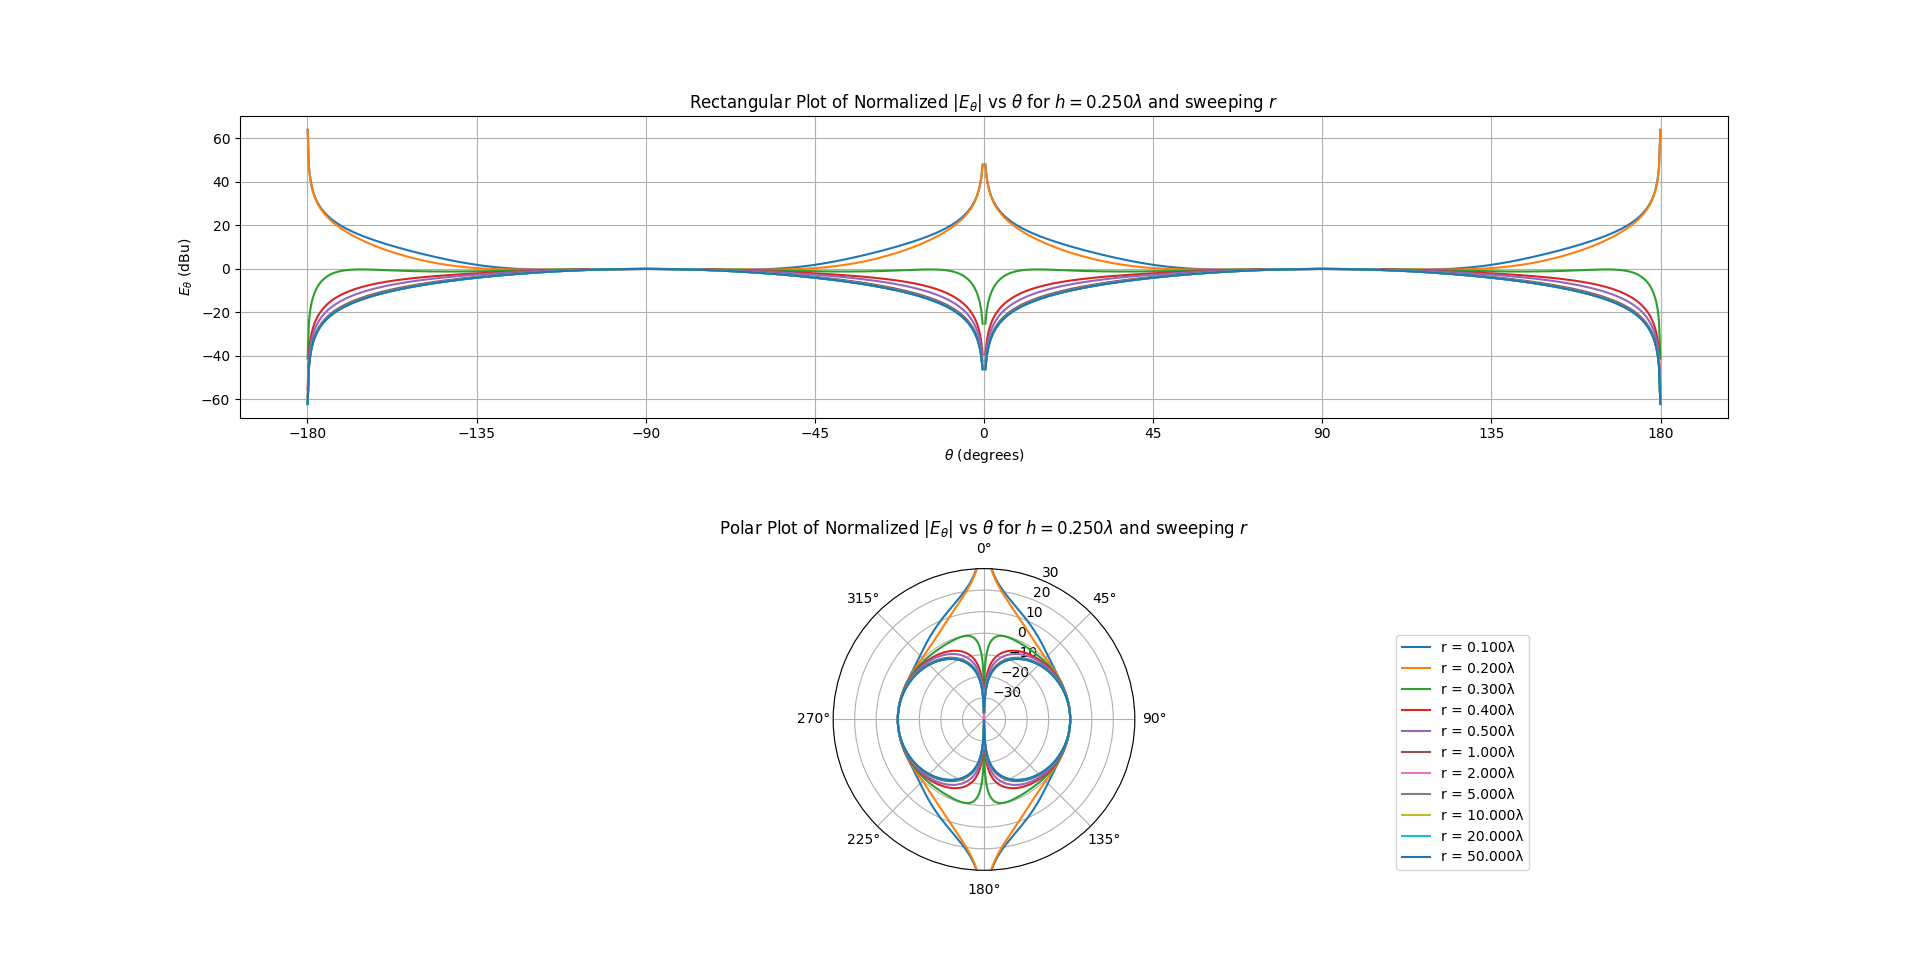 Rectangular Plot of Normalized |E_θ| vs θ for h = 0.250λ and sweeping r
60
40
20
0
−20
−40
−60
E_θ (dBu)
−180 −135 −90 −45 0 45 90 135 180
θ (degrees)
Polar Plot of Normalized |E_θ| vs θ for h = 0.250λ and sweeping r
0°
45°
90°
135°
180°
225°
270°
315°
30
20
10
0
−10
−20
−30
r = 0.100λ
r = 0.200λ
r = 0.300λ
r = 0.400λ
r = 0.500λ
r = 1.000λ
r = 2.000λ
r = 5.000λ
r = 10.000λ
r = 20.000λ
r = 50.000λ